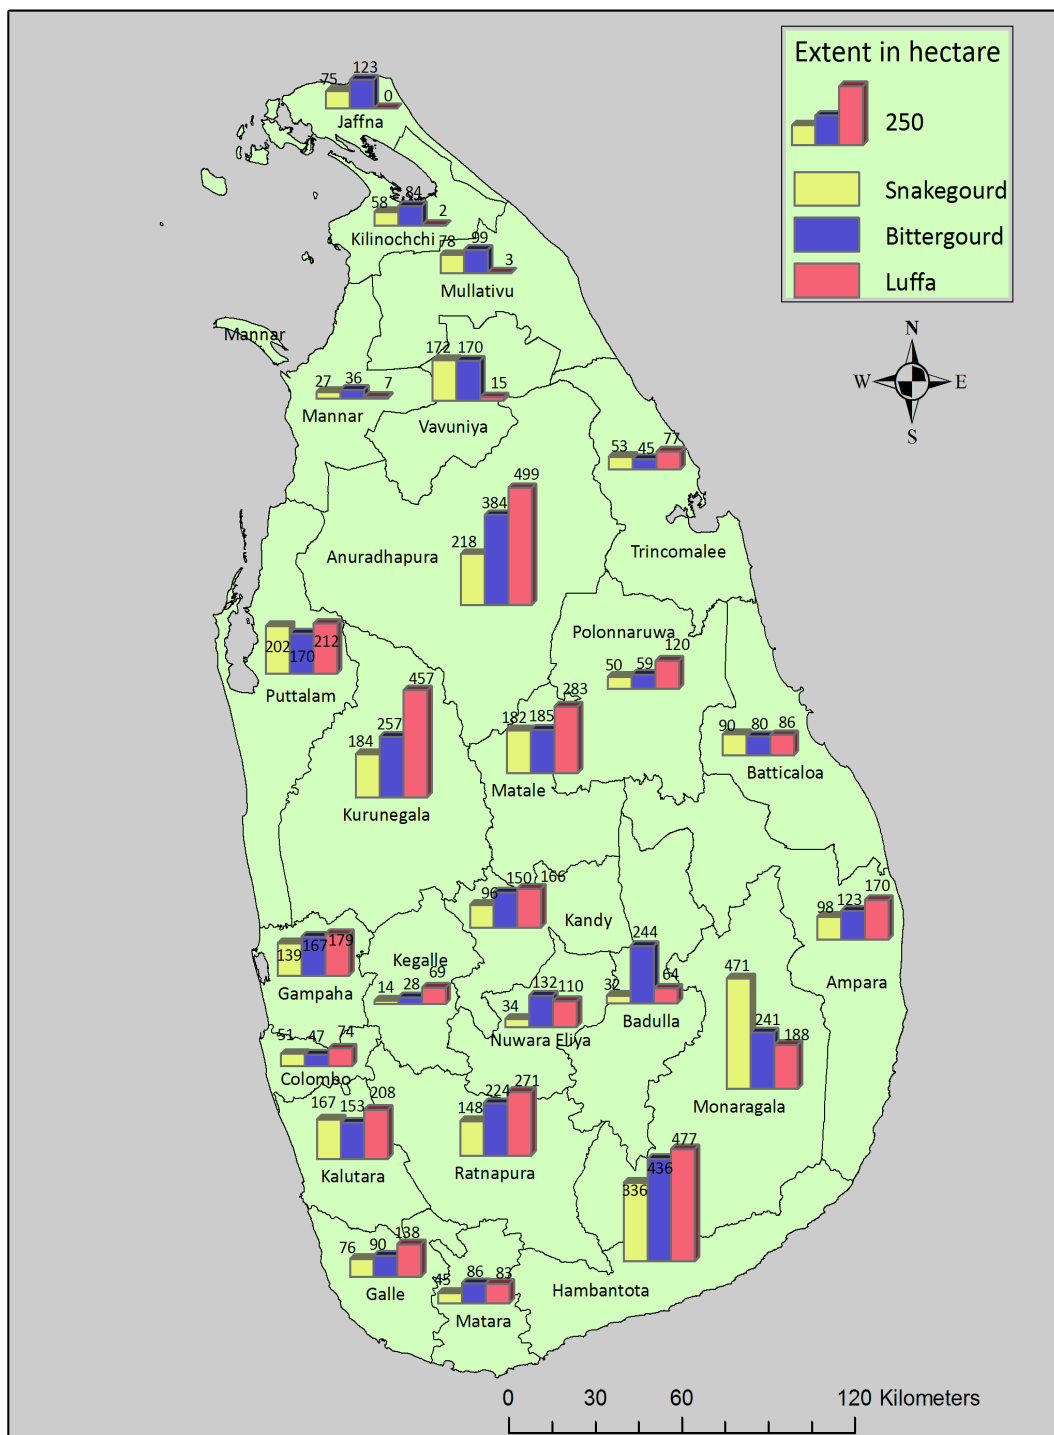 Extent in hectare
250
Snakegourd
Bittergourd
Luffa
N
W E
S
75 123 0
Jaffna
58 84 2
Kilinochchi
78 99 3
Mullativu
Mannar
27 36 7
Mannar
172 170 15
Vavuniya
53 45 77
Trincomalee
218 384 499
Anuradhapura
202 170 212
Puttalam
Polonnaruwa
50 59 120
184 257 457
Kurunegala
182 185 283
Matale
90 80 86
Batticaloa
96 150 166
Kandy
98 123 170
Ampara
139 167 179
Gampaha
Kegalle
14 28 69
34 132 110
Nuwara Eliya
32 244 64
Badulla
471 241 188
Monaragala
51 47 74
Colombo
167 153 208
Kalutara
148 224 271
Ratnapura
336 436 477
Hambantota
76 90 138
Galle
45 86 83
Matara
0 30 60 120 Kilometers